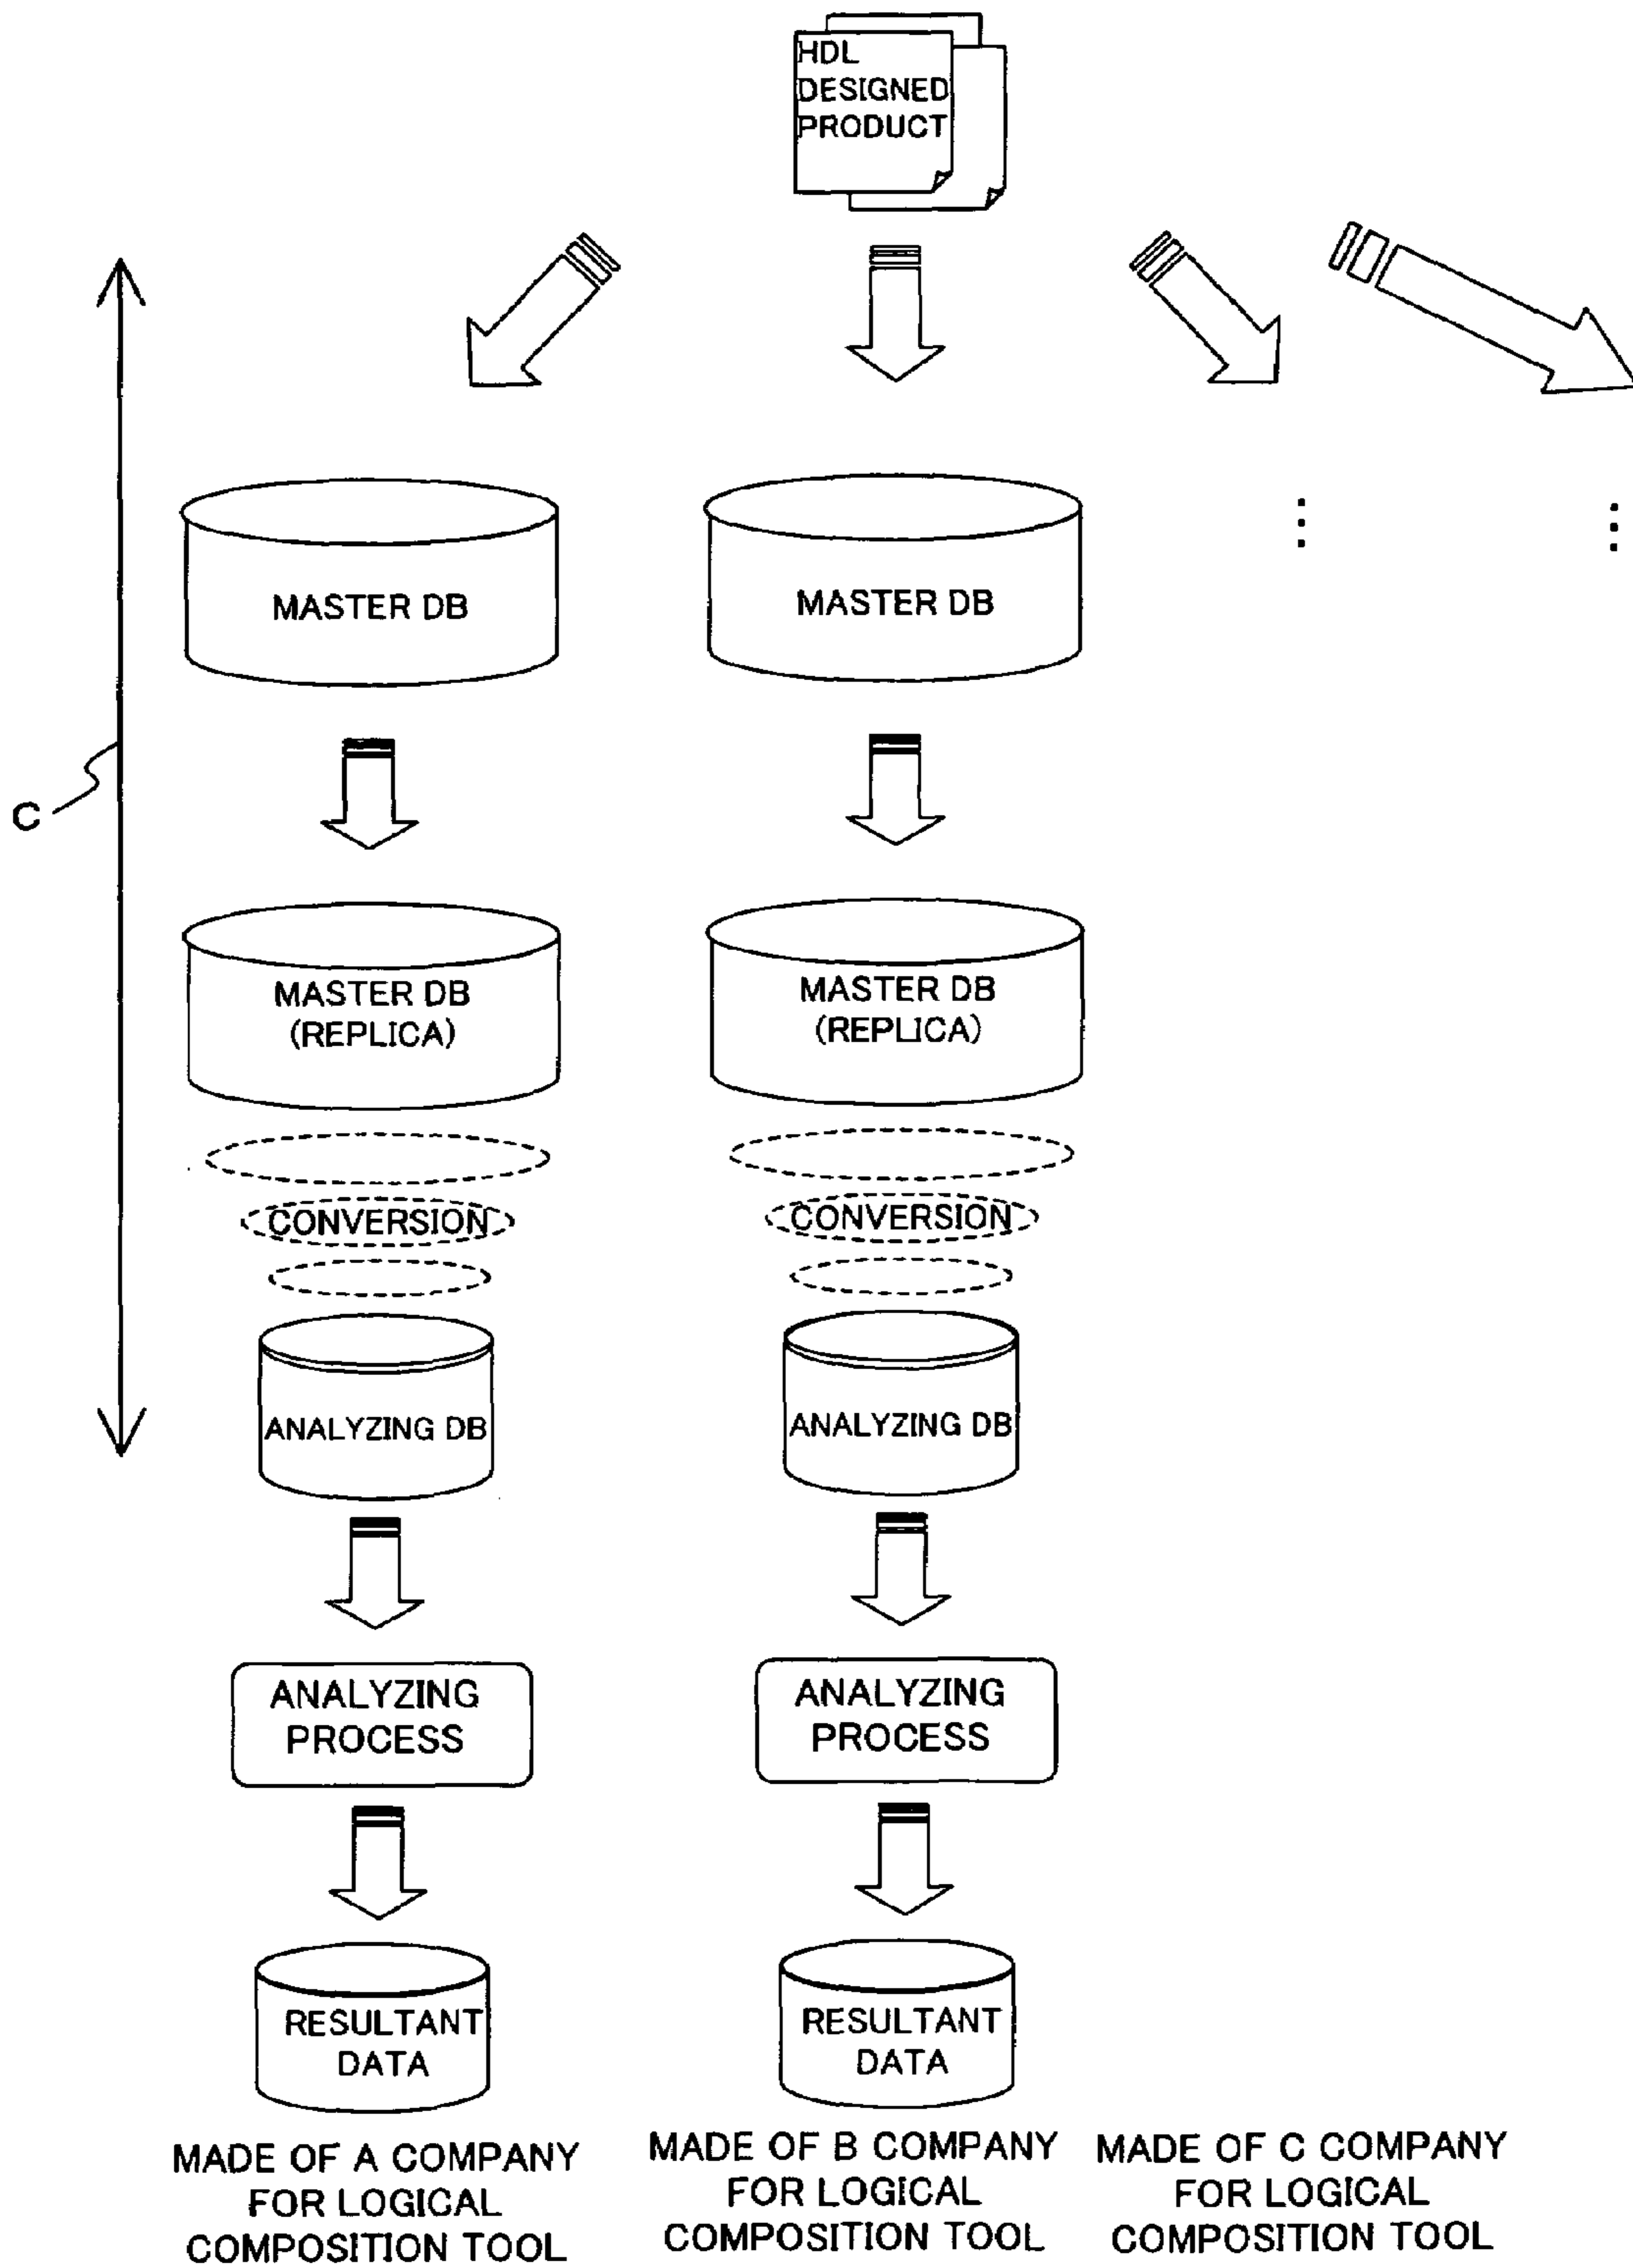 HDL
DESIGNED
PRODUCT
MASTER DB
MASTER DB
C
MASTER DB
(REPLICA)
MASTER DB
(REPLICA)
CONVERSION
CONVERSION
ANALYZING DB
ANALYZING DB
ANALYZING
PROCESS
ANALYZING
PROCESS
RESULTANT
DATA
RESULTANT
DATA
MADE OF A COMPANY
FOR LOGICAL
COMPOSITION TOOL
MADE OF B COMPANY
FOR LOGICAL
COMPOSITION TOOL
MADE OF C COMPANY
FOR LOGICAL
COMPOSITION TOOL